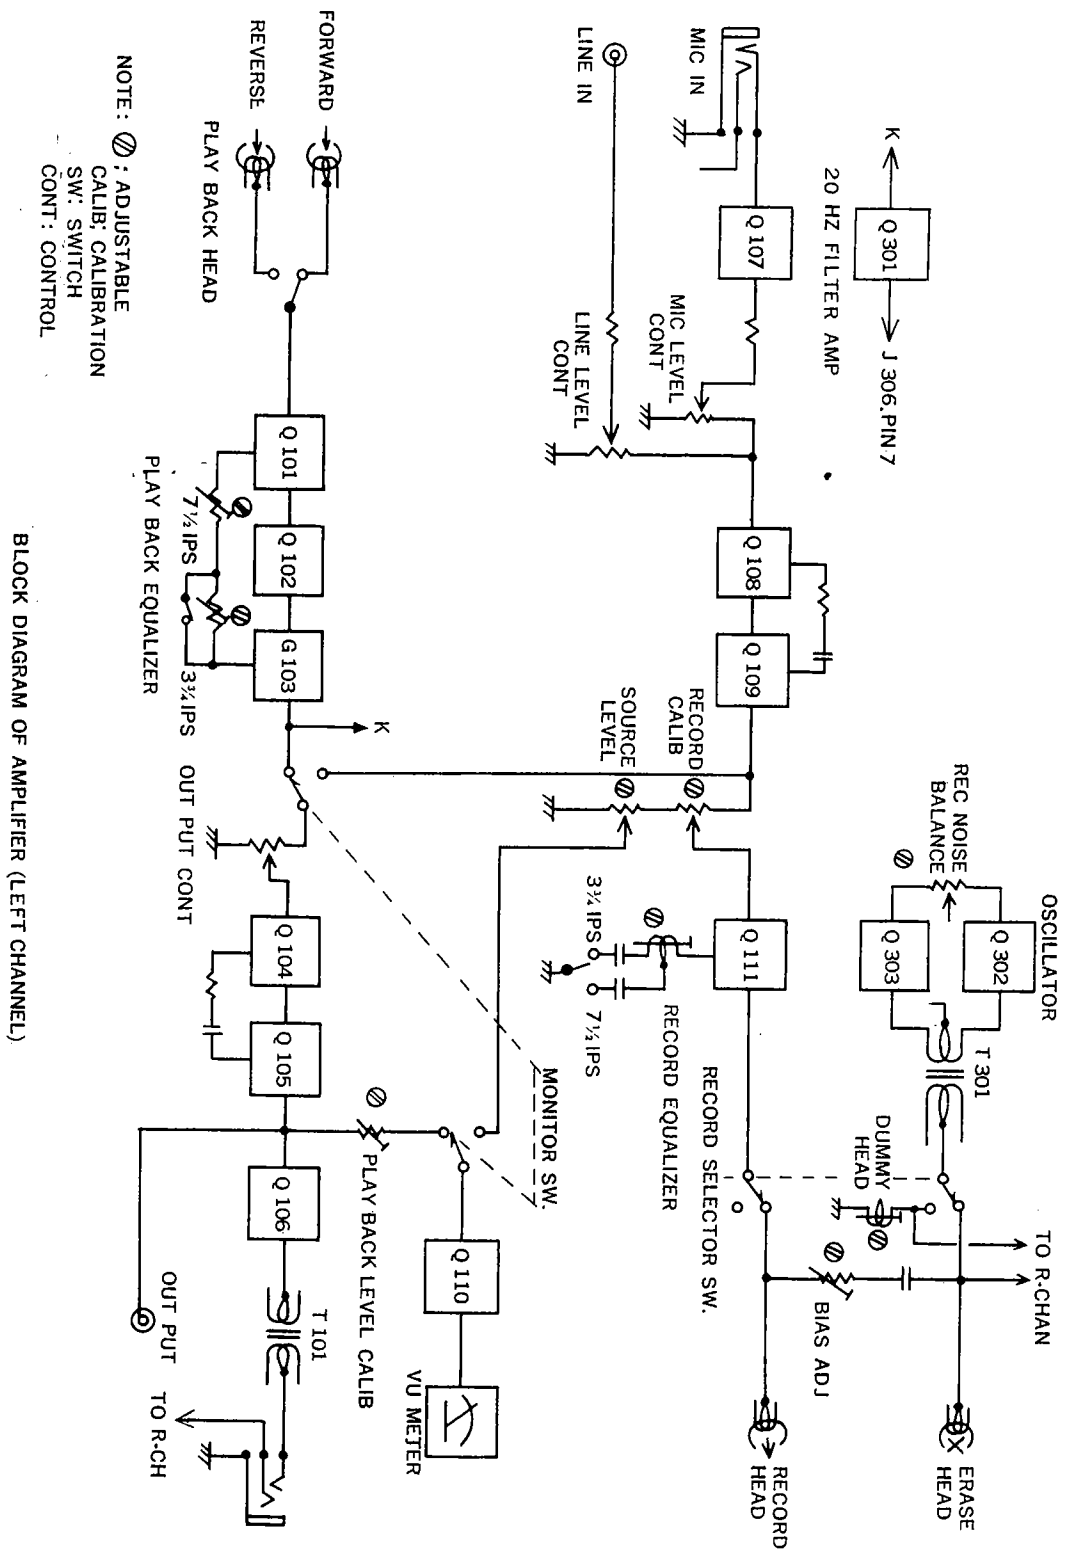 K
Q 301
J 306. PIN 7
20 HZ FILTER AMP
MIC IN
Q 107
MIC LEVEL
CONT
LINE IN
LINE LEVEL
CONT
Q 108
Q 109
RECORD
CALIB
SOURCE
LEVEL
OSCILLATOR
REC NOISE
BALANCE
Q 302
Q 303
T 301
DUMMY
HEAD
TO R-CHAN
ERASE
HEAD
Q 111
3¾ IPS
7½ IPS
RECORD EQUALIZER
RECORD SELECTOR SW.
BIAS ADJ
RECORD
HEAD
FORWARD
REVERSE
PLAY BACK HEAD
Q 101
Q 102
G 103
7½ IPS
3¾ IPS
PLAY BACK EQUALIZER
K
OUT PUT CONT
Q 104
Q 105
MONITOR SW.
PLAY BACK LEVEL CALIB
Q 110
VU METER
Q 106
T 101
OUT PUT
TO R-CH
NOTE: ; ADJUSTABLE
CALIB; CALIBRATION
SW: SWITCH
CONT: CONTROL
BLOCK DIAGRAM OF AMPLIFIER (LEFT CHANNEL)